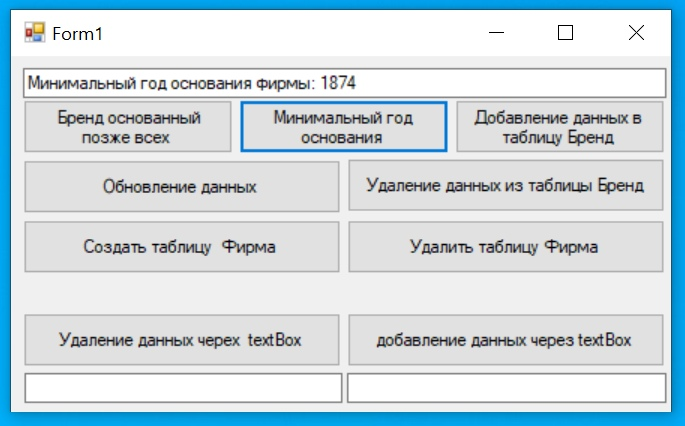 Form1
Минимальный год основания фирмы: 1874
Бренд основанный
позже всех
Минимальный год
основания
Добавление данных в
таблицу Бренд
Обновление данных
Удаление данных из таблицы Бренд
Создать таблицу Фирма
Удалить таблицу Фирма
Удаление данных черех textBox
добавление данных через textBox